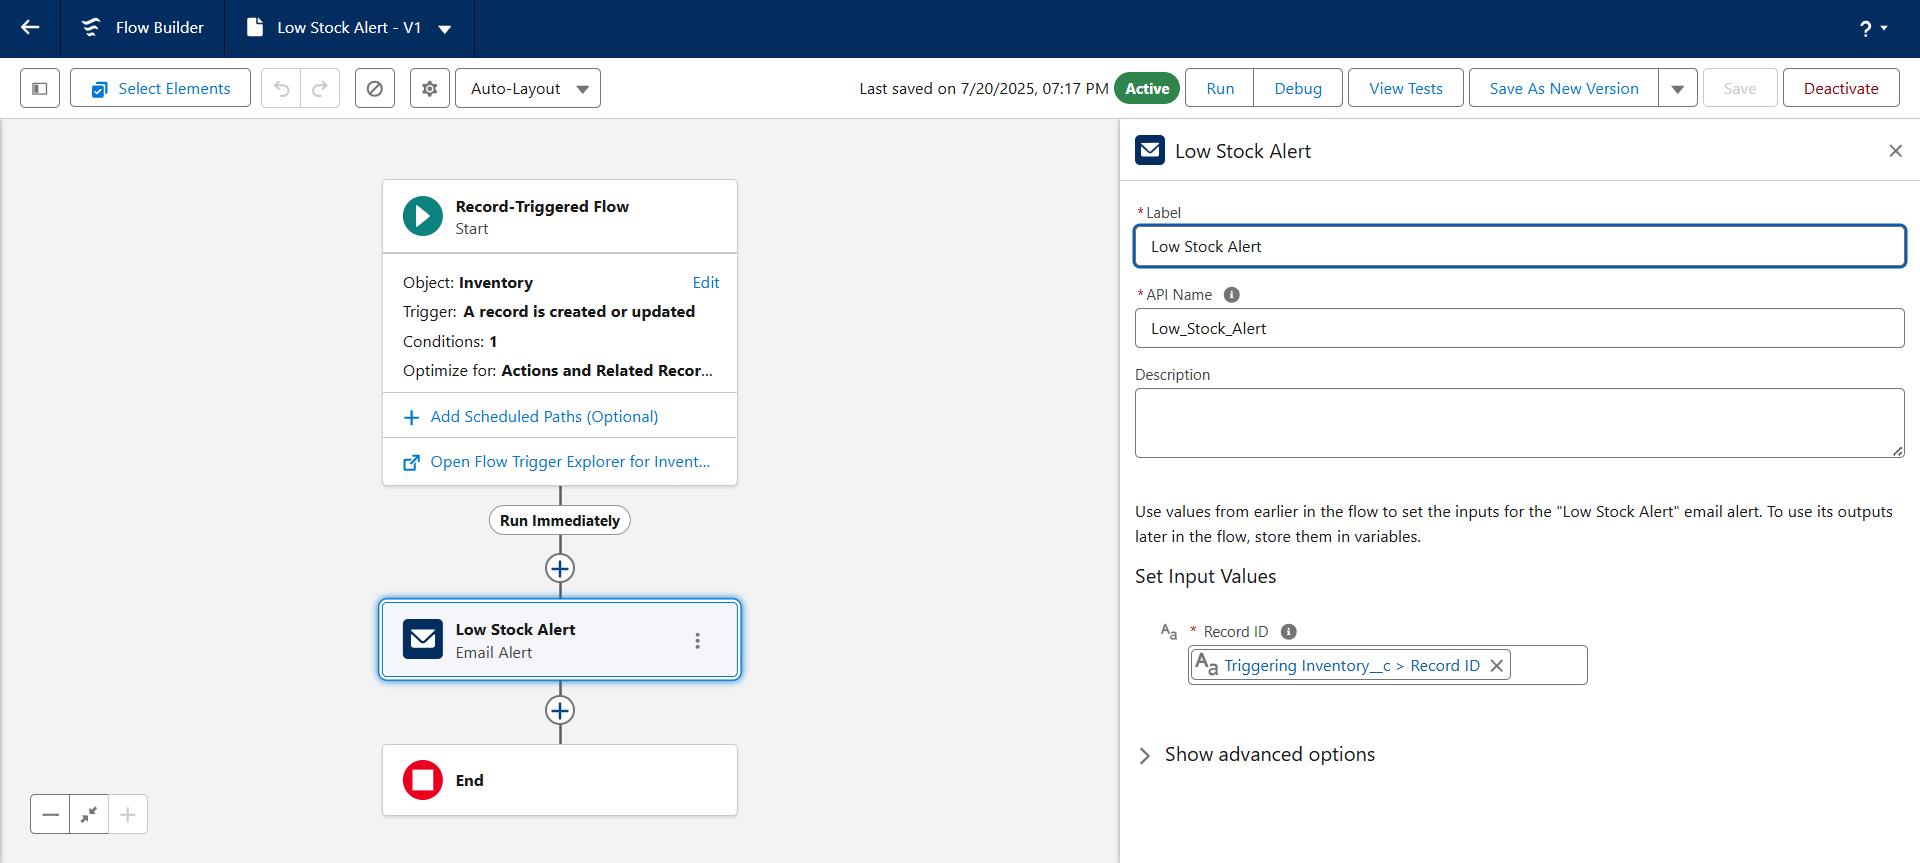 Flow Builder
Low Stock Alert - V1
?
Select Elements
Auto-Layout
Last saved on 7/20/2025, 07:17 PM
Active
Run
Debug
View Tests
Save As New Version
Save
Deactivate
Record-Triggered Flow
Start
Object: Inventory
Edit
Trigger: A record is created or updated
Conditions: 1
Optimize for: Actions and Related Recor...
Add Scheduled Paths (Optional)
Open Flow Trigger Explorer for Invent...
Run Immediately
Low Stock Alert
Email Alert
End
Low Stock Alert
* Label
Low Stock Alert
* API Name
Low_Stock_Alert
Description
Use values from earlier in the flow to set the inputs for the "Low Stock Alert" email alert. To use its outputs
later in the flow, store them in variables.
Set Input Values
Aa * Record ID
Aa Triggering Inventory__c > Record ID
Show advanced options